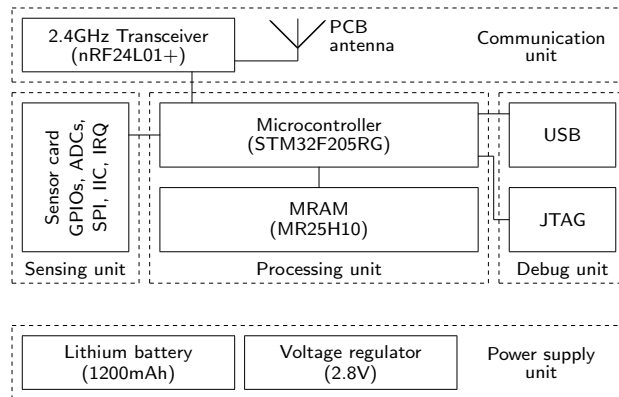 2.4GHz Transceiver
(nRF24L01+)
PCB
antenna
Communication
unit
Sensor card
GPIOs, ADCs,
SPI, IIC, IRQ
Sensing unit
Microcontroller
(STM32F205RG)
MRAM
(MR25H10)
Processing unit
USB
JTAG
Debug unit
Lithium battery
(1200mAh)
Voltage regulator
(2.8V)
Power supply
unit